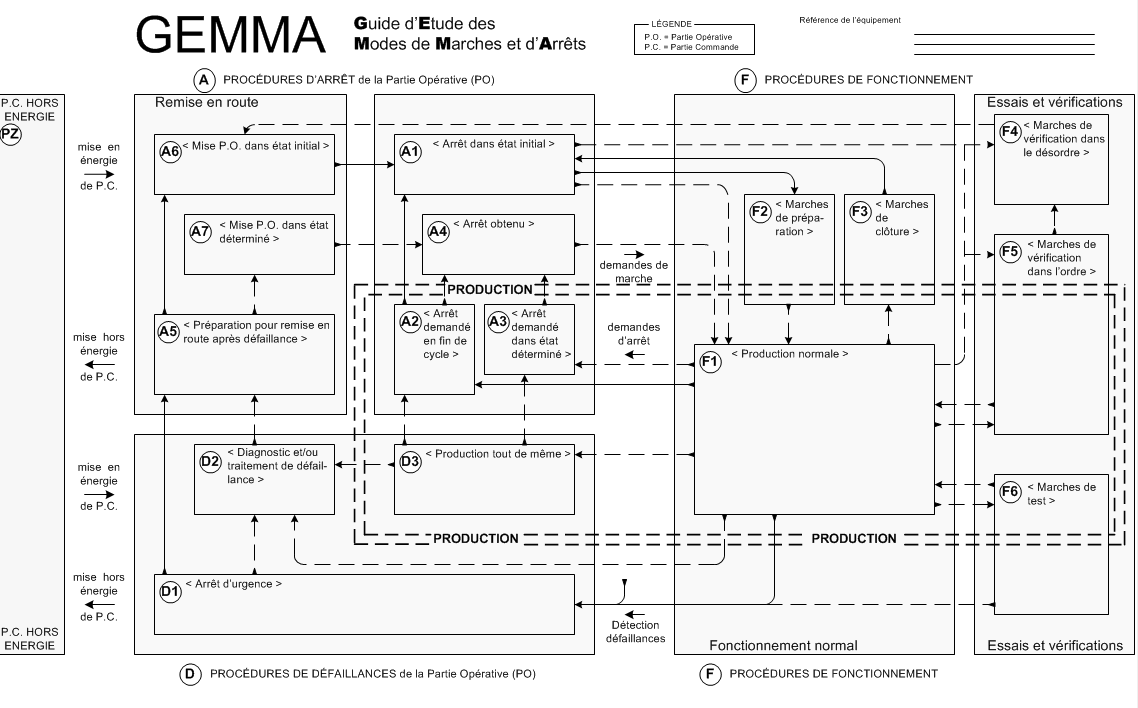 GEMMA
Guide d'Etude des
Modes de Marches et d'Arrêts
LÉGENDE
P.O. = Partie Opérative
P.C. = Partie Commande
Référence de l'équipement
A PROCÉDURES D'ARRÊT de la Partie Opérative (PO)
F PROCÉDURES DE FONCTIONNEMENT
P.C. HORS
ENERGIE
PZ
mise en
énergie
de P.C.
mise hors
énergie
de P.C.
mise en
énergie
de P.C.
mise hors
énergie
de P.C.
P.C. HORS
ENERGIE
Remise en route
A6 < Mise P.O. dans état initial >
A7 < Mise P.O. dans état
déterminé >
A5 < Préparation pour remise en
route après défaillance >
A1 < Arrêt dans état initial >
A4 < Arrêt obtenu >
PRODUCTION
A2 < Arrêt
demandé
en fin de
cycle >
A3 < Arrêt
demandé
dans état
déterminé >
demandes de
marche
demandes
d'arrêt
F2 < Marches
de prépa-
ration >
F3 < Marches
de
clôture >
F1 < Production normale >
Essais et vérifications
F4 < Marches de
vérification dans
le désordre >
F5 < Marches de
vérification
dans l'ordre >
F6 < Marches de
test >
D2 < Diagnostic et/ou
traitement de défail-
lance >
D3 < Production tout de même >
PRODUCTION
PRODUCTION
D1 < Arrêt d'urgence >
Détection
défaillances
Fonctionnement normal
Essais et vérifications
D PROCÉDURES DE DÉFAILLANCES de la Partie Opérative (PO)
F PROCÉDURES DE FONCTIONNEMENT